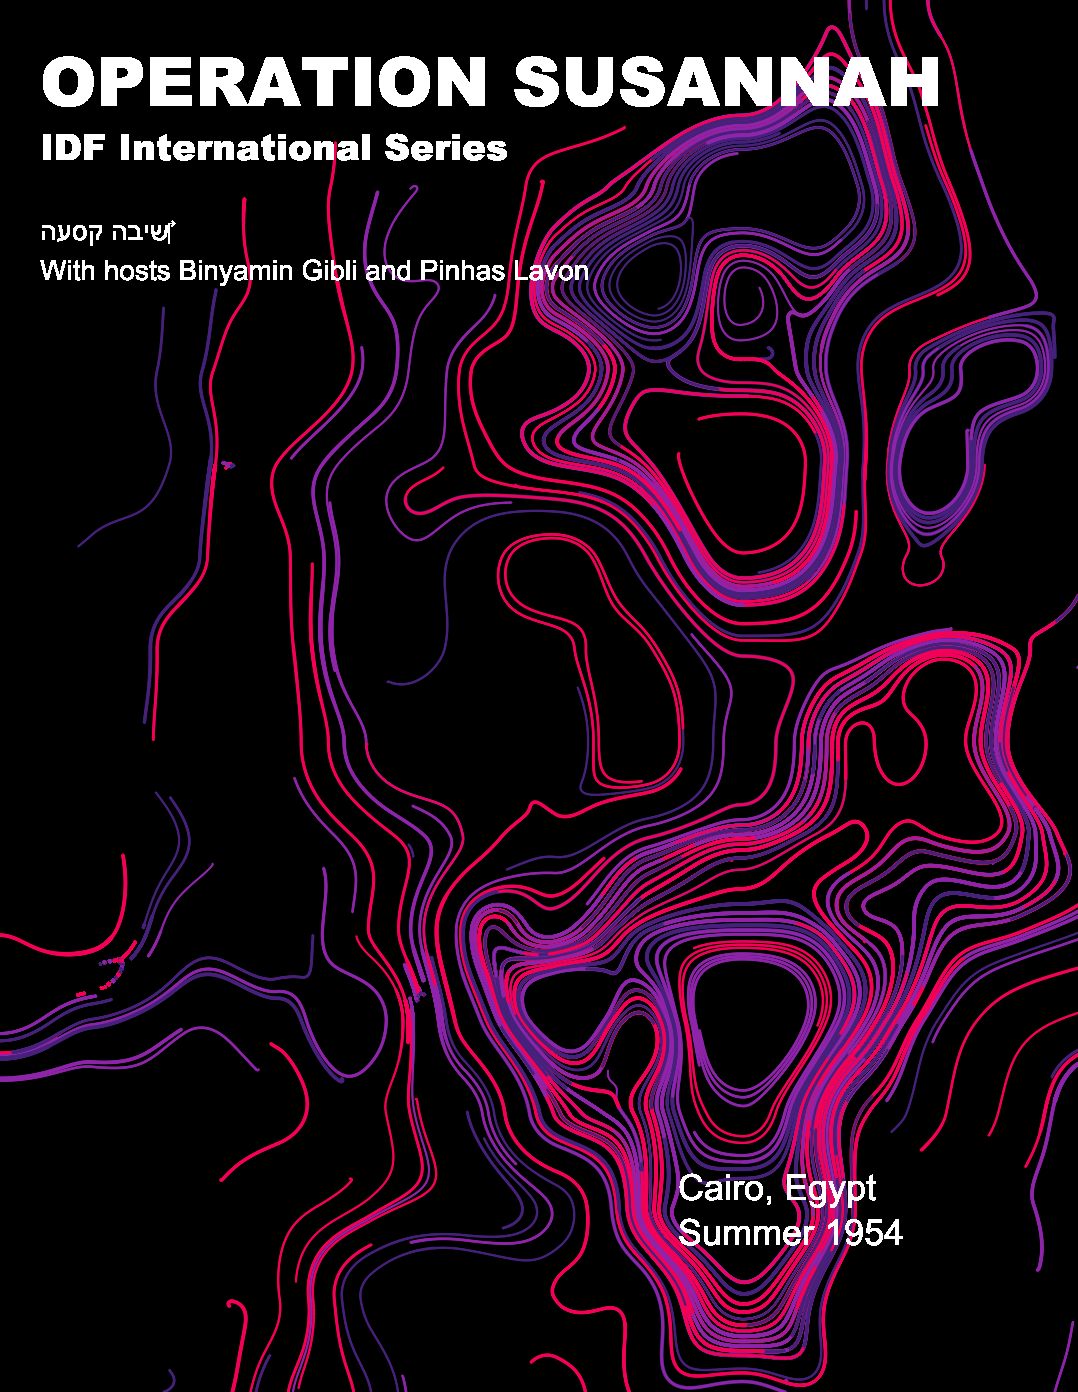 OPERATION SUSANNAH
IDF International Series
שיבה קסעה
With hosts Binyamin Gibli and Pinhas Lavon
Cairo, Egypt
Summer 1954